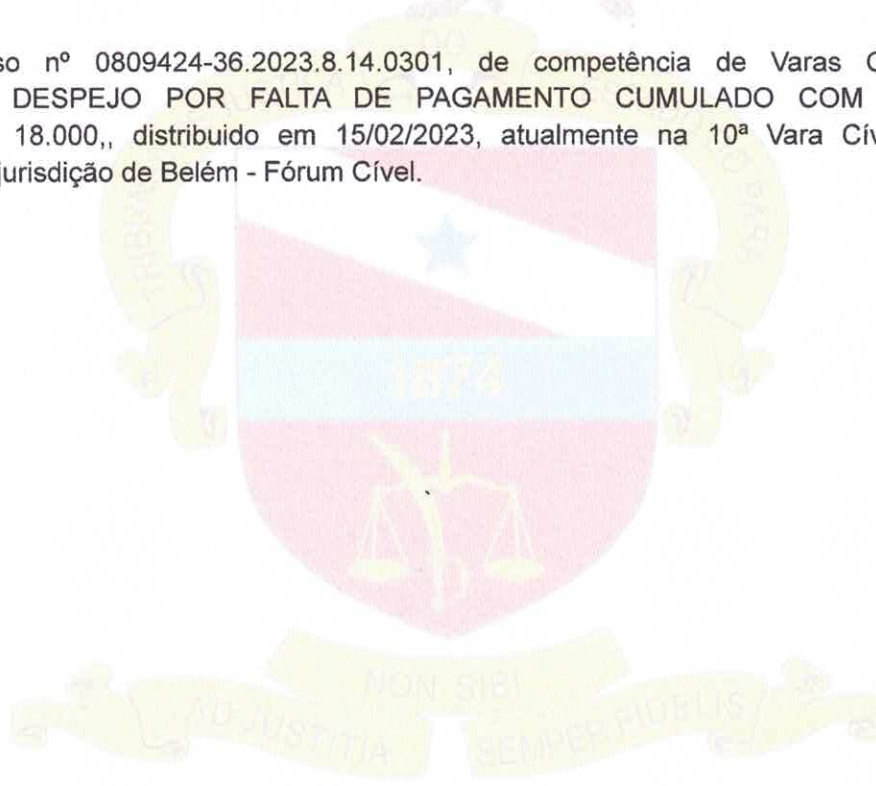 so nº 0809424-36.2023.8.14.0301, de competência de Varas C
DESPEJO POR FALTA DE PAGAMENTO CUMULADO COM
18.000,, distribuido em 15/02/2023, atualmente na 10ª Vara Cív
jurisdição de Belém - Fórum Cível.
1874
NON SIBI
AD JUSTITIA SEMPER FIDELIS